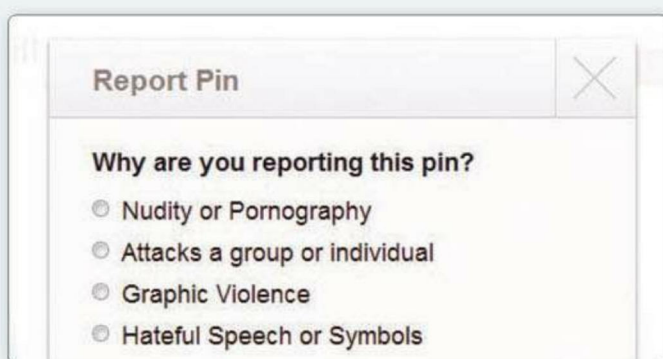 Report Pin
Why are you reporting this pin?
Nudity or Pornography
Attacks a group or individual
Graphic Violence
Hateful Speech or Symbols